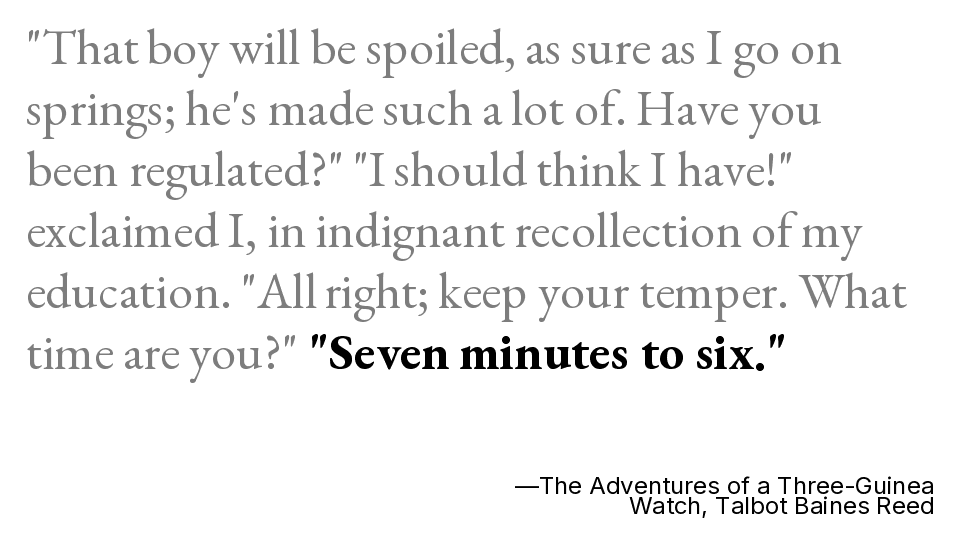 "That boy will be spoiled, as sure as I go on
springs; he's made such a lot of. Have you
been regulated?" "I should think I have!"
exclaimed I, in indignant recollection of my
education. "All right; keep your temper. What
time are you?" "Seven minutes to six."
—The Adventures of a Three-Guinea
Watch, Talbot Baines Reed